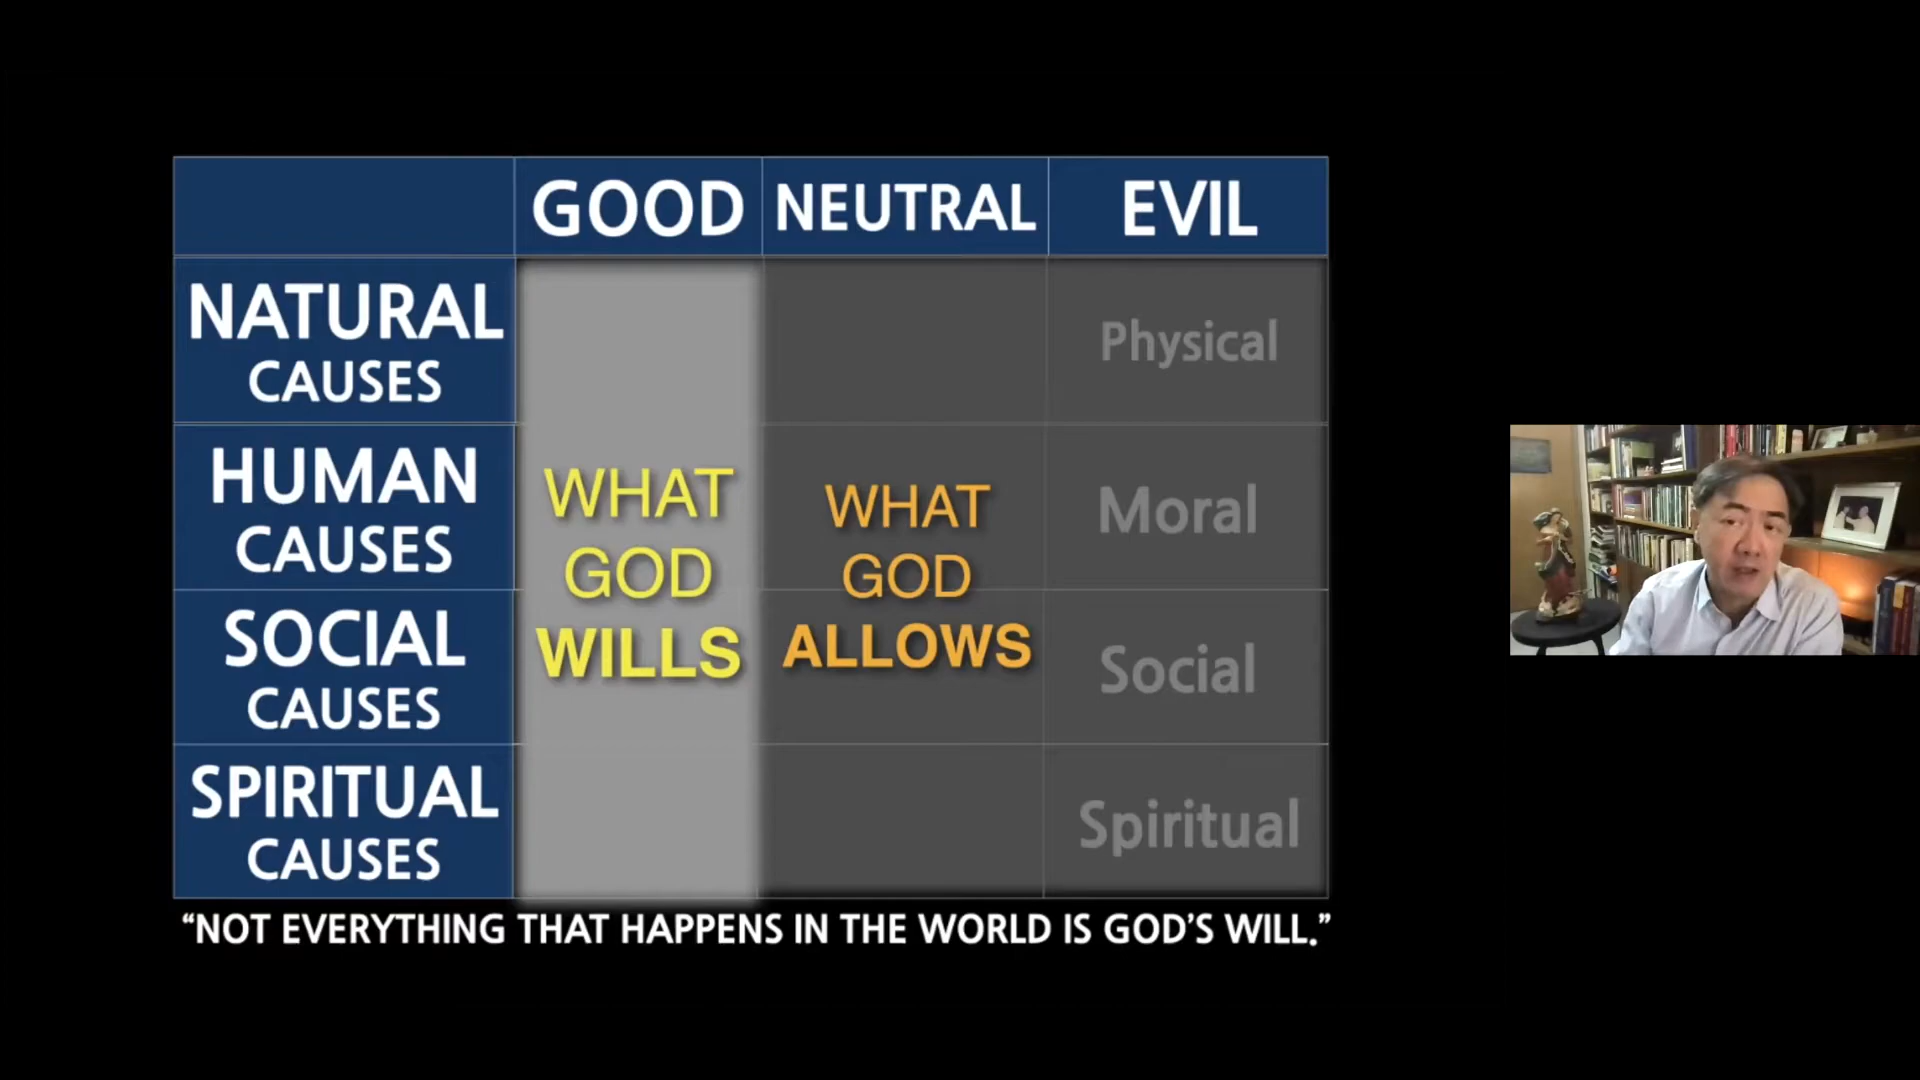 GOOD NEUTRAL EVIL
NATURAL
CAUSES
Physical
HUMAN
CAUSES
WHAT
GOD
WILLS
WHAT
GOD
ALLOWS
Moral
SOCIAL
CAUSES
Social
SPIRITUAL
CAUSES
Spiritual
“NOT EVERYTHING THAT HAPPENS IN THE WORLD IS GOD’S WILL.”